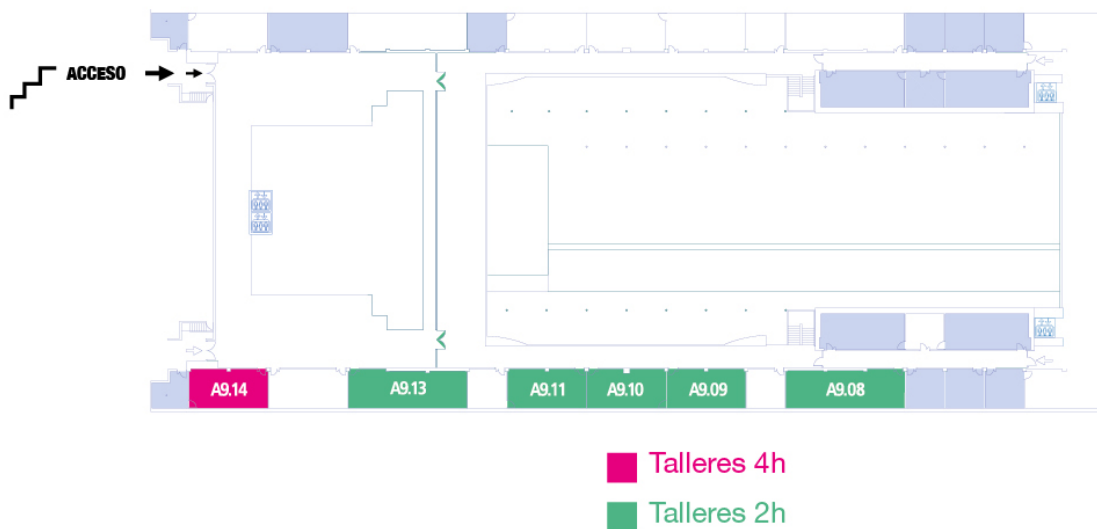 ACCESO
A9.14
A9.13
A9.11
A9.10
A9.09
A9.08
Talleres 4h
Talleres 2h